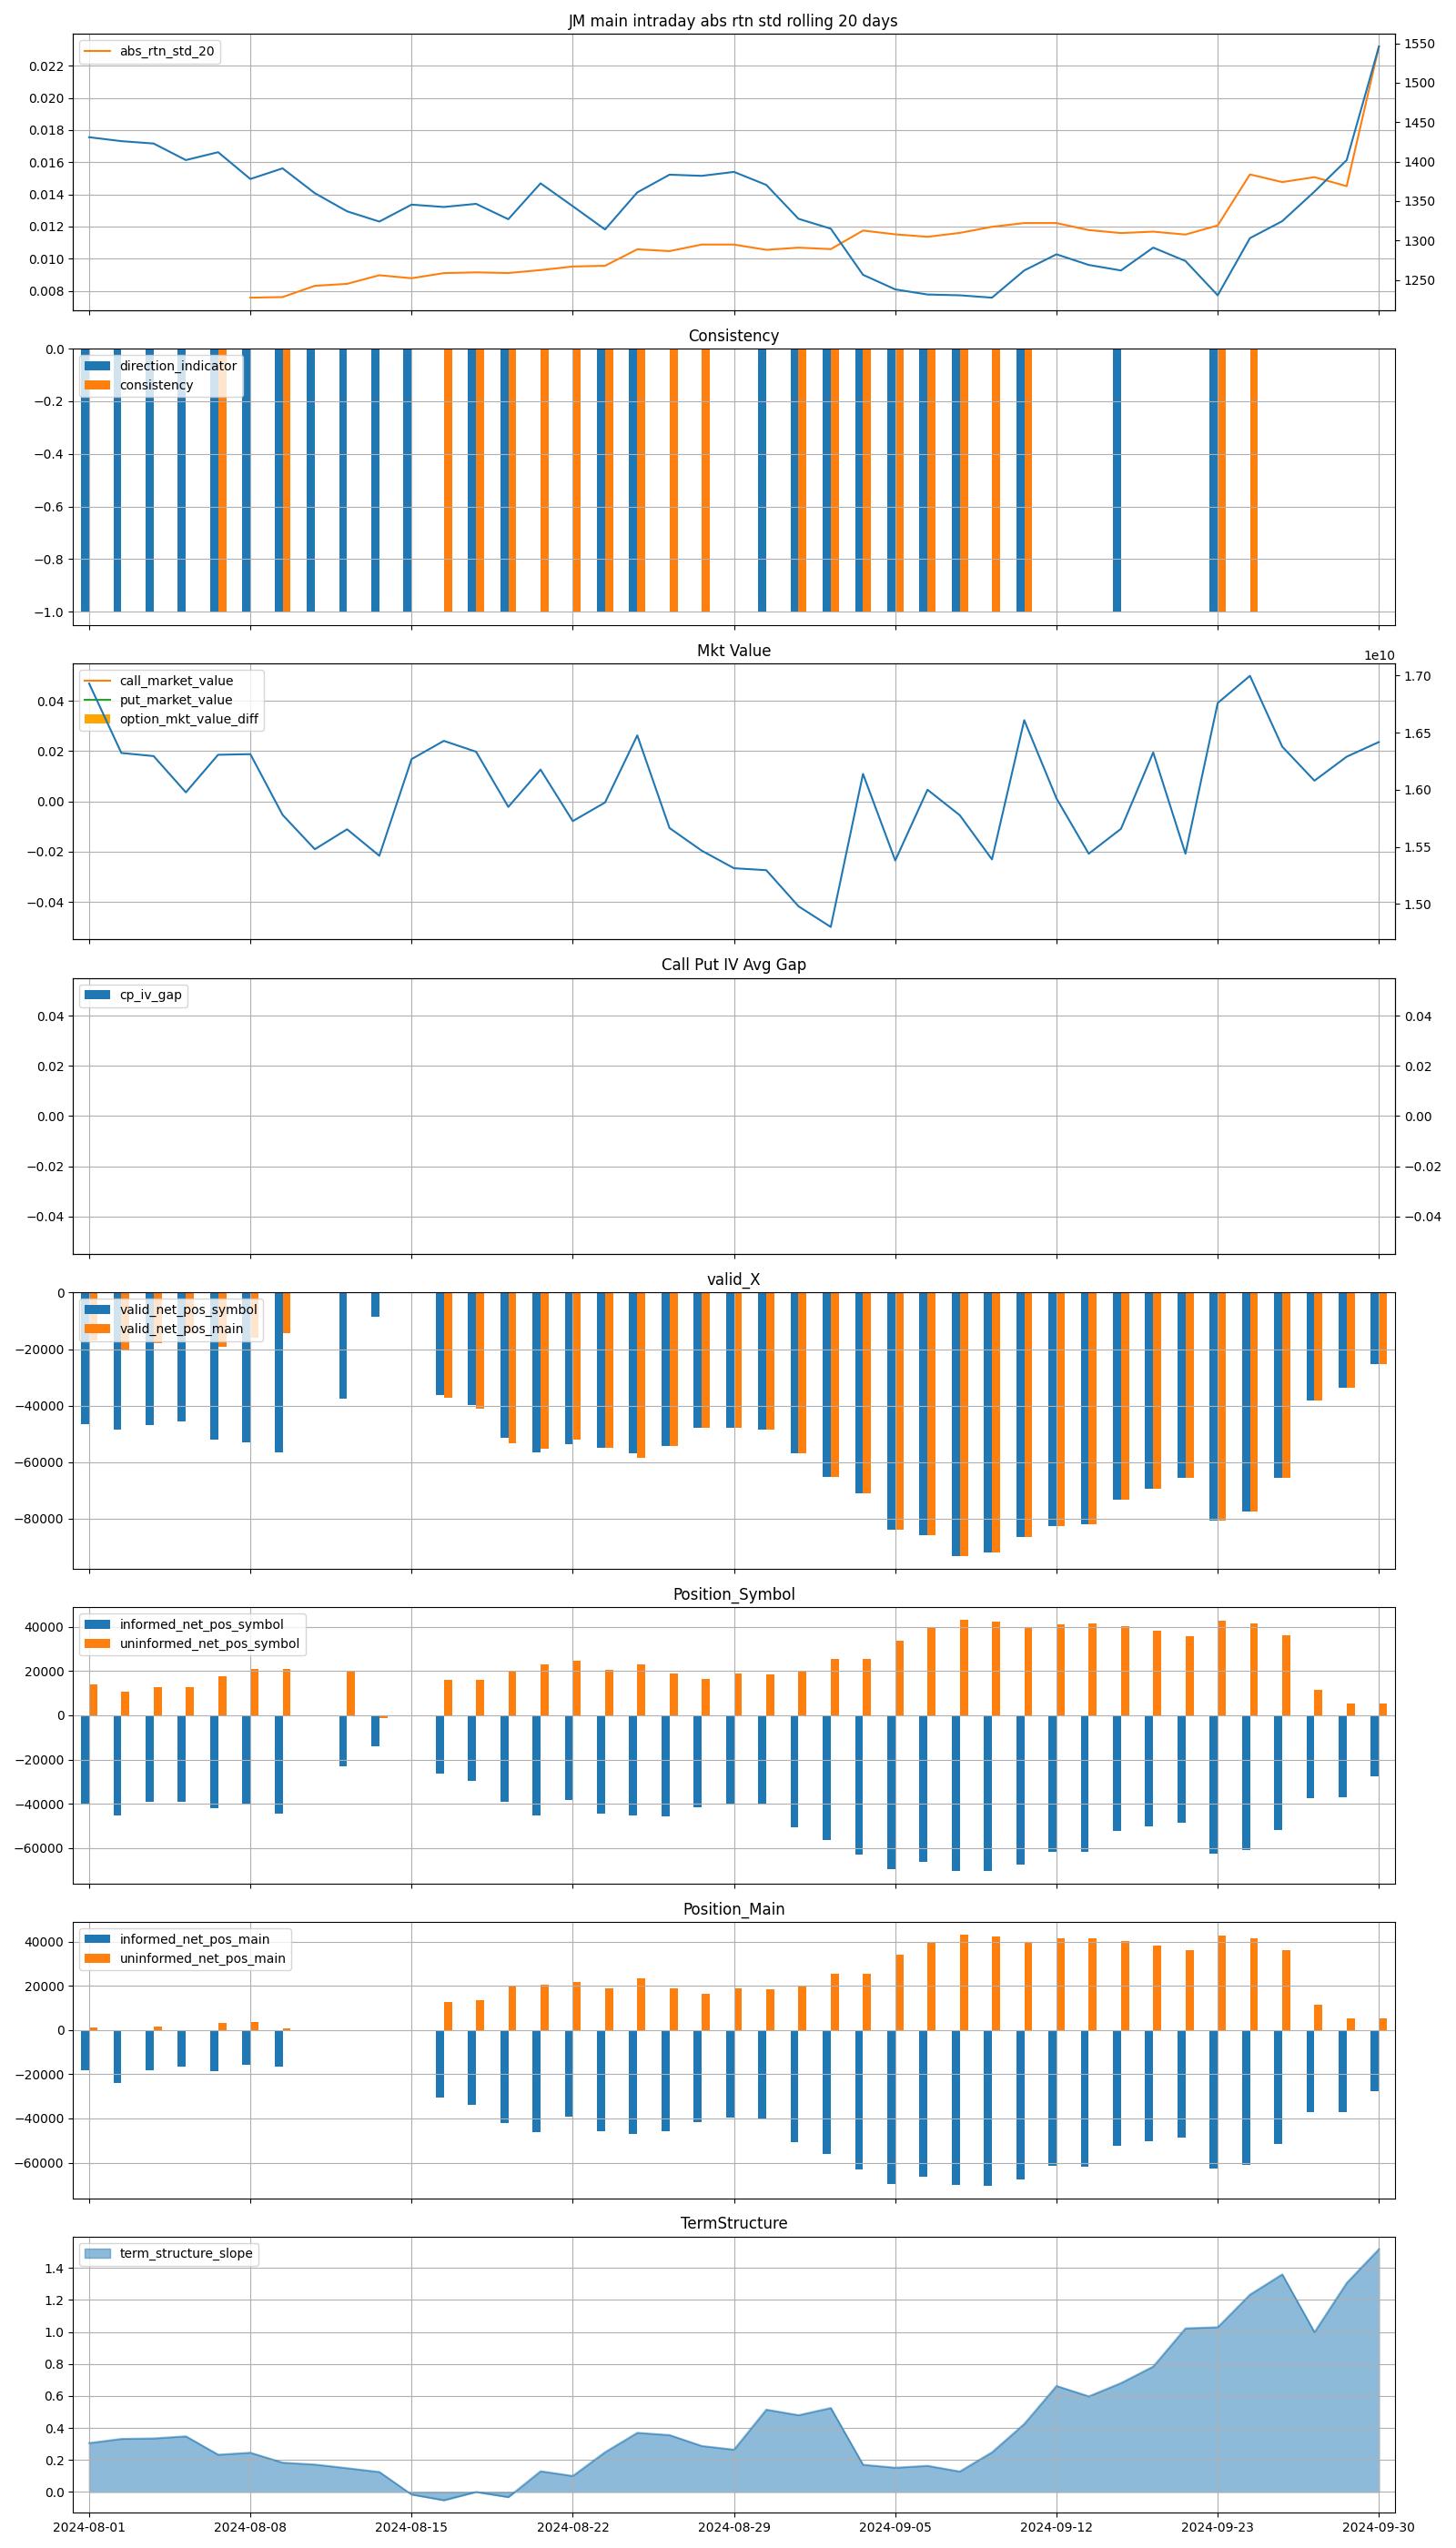 JM main intraday abs rtn std rolling 20 days
abs_rtn_std_20
0.022
0.020
0.018
0.016
0.014
0.012
0.010
0.008
1550
1500
1450
1400
1350
1300
1250
Consistency
direction_indicator
consistency
0.0
−0.2
−0.4
−0.6
−0.8
−1.0
Mkt Value
1e10
call_market_value
put_market_value
option_mkt_value_diff
0.04
0.02
0.00
−0.02
−0.04
1.70
1.65
1.60
1.55
1.50
Call Put IV Avg Gap
cp_iv_gap
0.04
0.02
0.00
−0.02
−0.04
0.04
0.02
0.00
−0.02
−0.04
valid_X
valid_net_pos_symbol
valid_net_pos_main
0
−20000
−40000
−60000
−80000
Position_Symbol
informed_net_pos_symbol
uninformed_net_pos_symbol
40000
20000
0
−20000
−40000
−60000
Position_Main
informed_net_pos_main
uninformed_net_pos_main
40000
20000
0
−20000
−40000
−60000
TermStructure
term_structure_slope
1.4
1.2
1.0
0.8
0.6
0.4
0.2
0.0
2024-08-01 2024-08-08 2024-08-15 2024-08-22 2024-08-29 2024-09-05 2024-09-12 2024-09-23 2024-09-30